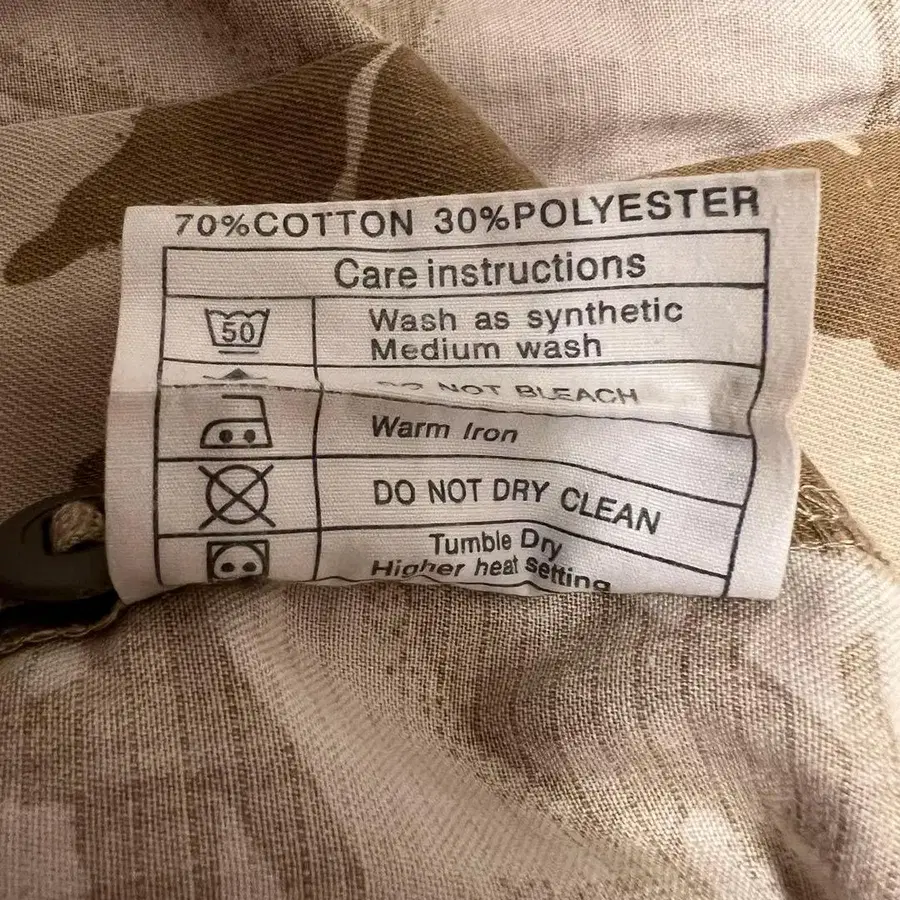 70%COTTON 30%POLYESTER
Care instructions
50
Wash as synthetic
Medium wash
DO NOT BLEACH
Warm Iron
DO NOT DRY CLEAN
Tumble Dry
Higher heat setting